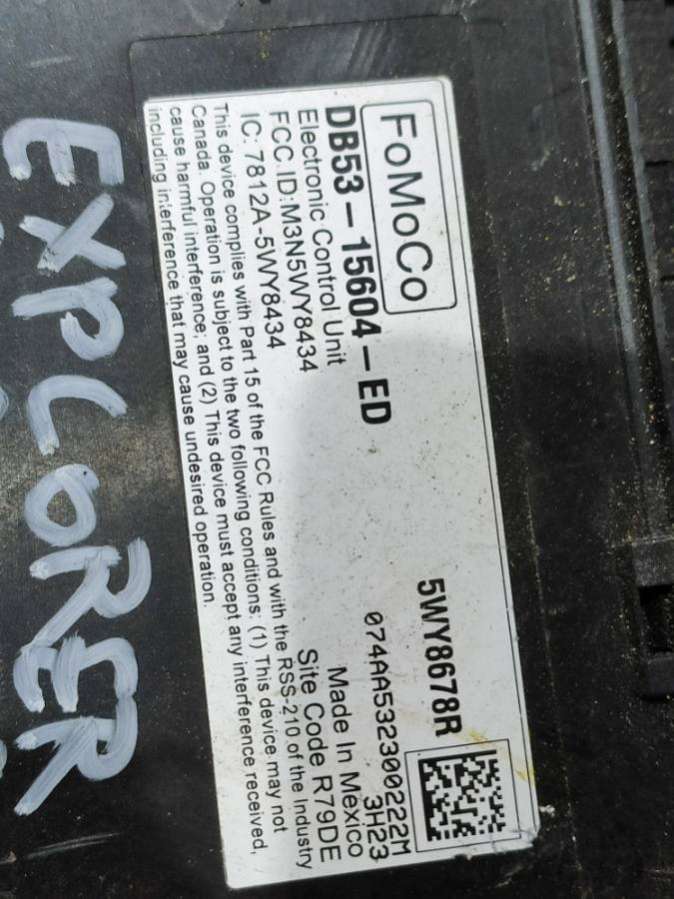 FoMoCo
DB53-15604-ED
5WY8678R
Electronic Control Unit
074AA532300222M
FCC ID:M3N5WY8434
3H23
IC: 7812A-5WY8434
Made In Mexico
Site Code R79DE
This device complies with Part 15 of the FCC Rules and with the RSS-210 of the Industry
Canada. Operation is subject to the two following conditions: (1) This device may not
cause harmful interference; and (2) This device must accept any interference received,
including interference that may cause undesired operation.
EXPLORER